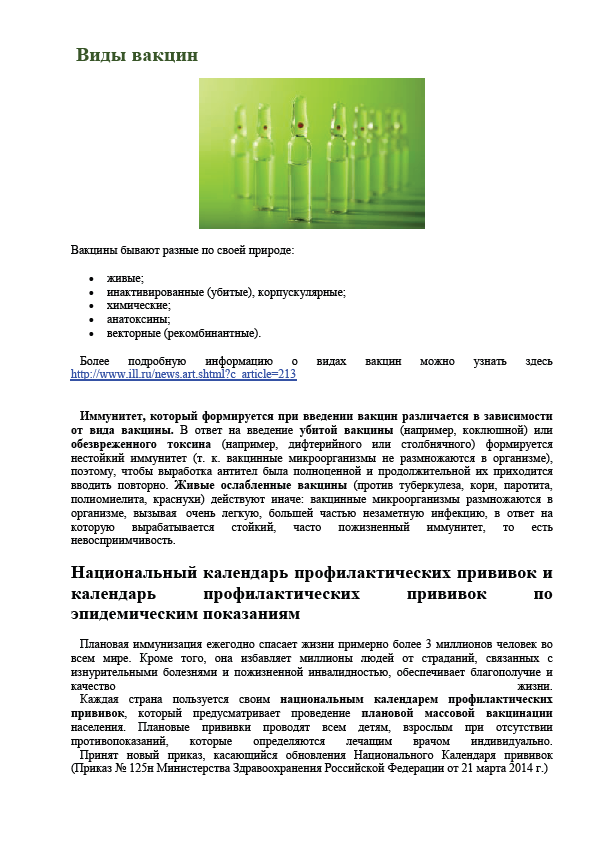 Виды вакцин
Вакцины бывают разные по своей природе:
• живые;
• инактивированные (убитые), корпускулярные;
• химические;
• анатоксины;
• векторные (рекомбинантные).
Более подробную информацию о видах вакцин можно узнать здесь
http://www.ill.ru/news.art.shtml?c_article=213
Иммунитет, который формируется при введении вакцин различается в зависимости
от вида вакцины. В ответ на введение убитой вакцины (например, коклюшной) или
обезвреженного токсина (например, дифтерийного или столбнячного) формируется
нестойкий иммунитет (т. к. вакцинные микроорганизмы не размножаются в организме),
поэтому, чтобы выработка антител была полноценной и продолжительной их приходится
вводить повторно. Живые ослабленные вакцины (против туберкулеза, кори, паротита,
полиомиелита, краснухи) действуют иначе: вакцинные микроорганизмы размножаются в
организме, вызывая очень легкую, большей частью незаметную инфекцию, в ответ на
которую вырабатывается стойкий, часто пожизненный иммунитет, то есть
невосприимчивость.
Национальный календарь профилактических прививок и
календарь профилактических прививок по
эпидемическим показаниям
Плановая иммунизация ежегодно спасает жизни примерно более 3 миллионов человек во
всем мире. Кроме того, она избавляет миллионы людей от страданий, связанных с
изнурительными болезнями и пожизненной инвалидностью, обеспечивает благополучие и
качество жизни.
Каждая страна пользуется своим национальным календарем профилактических
прививок, который предусматривает проведение плановой массовой вакцинации
населения. Плановые прививки проводят всем детям, взрослым при отсутствии
противопоказаний, которые определяются лечащим врачом индивидуально.
Принят новый приказ, касающийся обновления Национального Календаря прививок
(Приказ № 125н Министерства Здравоохранения Российской Федерации от 21 марта 2014 г.)